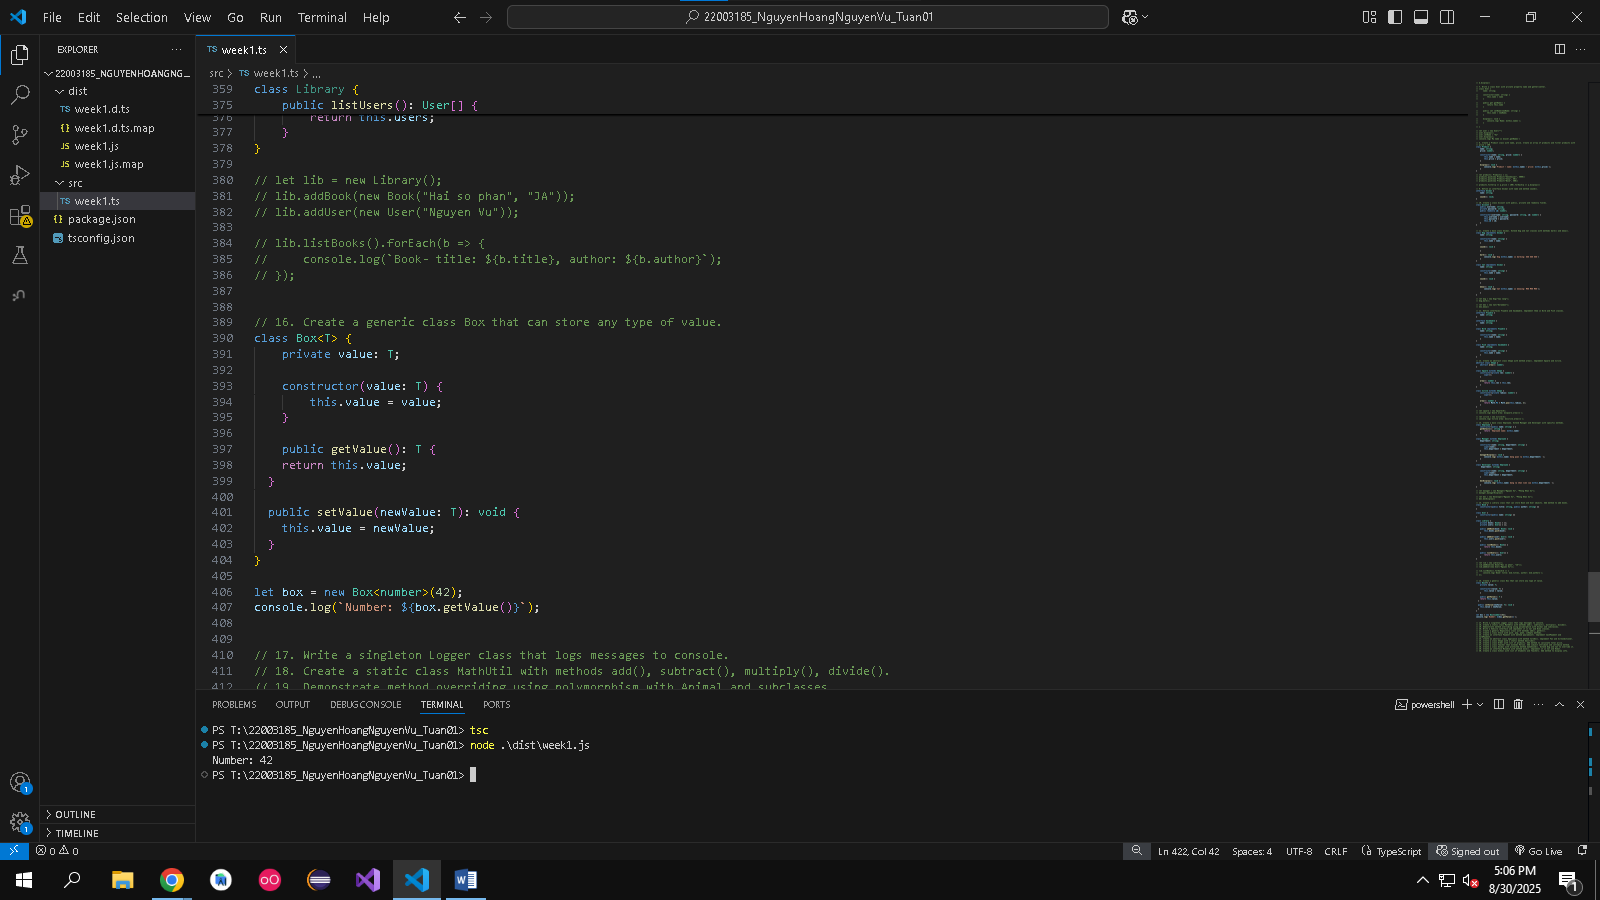 File Edit Selection View Go Run Terminal Help
22003185_NguyenHoangNguyenVu_Tuan01
EXPLORER
22003185_NGUYENHOANGNG...
dist
TS week1.d.ts
{} week1.d.ts.map
JS week1.js
JS week1.js.map
src
TS week1.ts
{} package.json
tsconfig.json
OUTLINE
TIMELINE
TS week1.ts
src > TS week1.ts > ...
359 class Library {
375 public listUsers(): User[] {
376 return this.users;
377 }
378 }
379
380 // let lib = new Library();
381 // lib.addBook(new Book("Hai so phan", "JA"));
382 // lib.addUser(new User("Nguyen Vu"));
383
384 // lib.listBooks().forEach(b => {
385 //     console.log(`Book- title: ${b.title}, author: ${b.author}`);
386 // });
387
388
389 // 16. Create a generic class Box that can store any type of value.
390 class Box<T> {
391 private value: T;
392
393 constructor(value: T) {
394 this.value = value;
395 }
396
397 public getValue(): T {
398 return this.value;
399 }
400
401 public setValue(newValue: T): void {
402 this.value = newValue;
403 }
404 }
405
406 let box = new Box<number>(42);
407 console.log(`Number: ${box.getValue()}`);
408
409
410 // 17. Write a singleton Logger class that logs messages to console.
411 // 18. Create a static class MathUtil with methods add(), subtract(), multiply(), divide().
412 // 19. Demonstrate method overriding using polymorphism with Animal and subclasses
PROBLEMS OUTPUT DEBUG CONSOLE TERMINAL PORTS
powershell
PS T:\22003185_NguyenHoangNguyenVu_Tuan01> tsc
PS T:\22003185_NguyenHoangNguyenVu_Tuan01> node .\dist\week1.js
Number: 42
PS T:\22003185_NguyenHoangNguyenVu_Tuan01>
1
1
0 0
Ln 422, Col 42 Spaces: 4 UTF-8 CRLF TypeScript Signed out Go Live
5:06 PM
8/30/2025
1